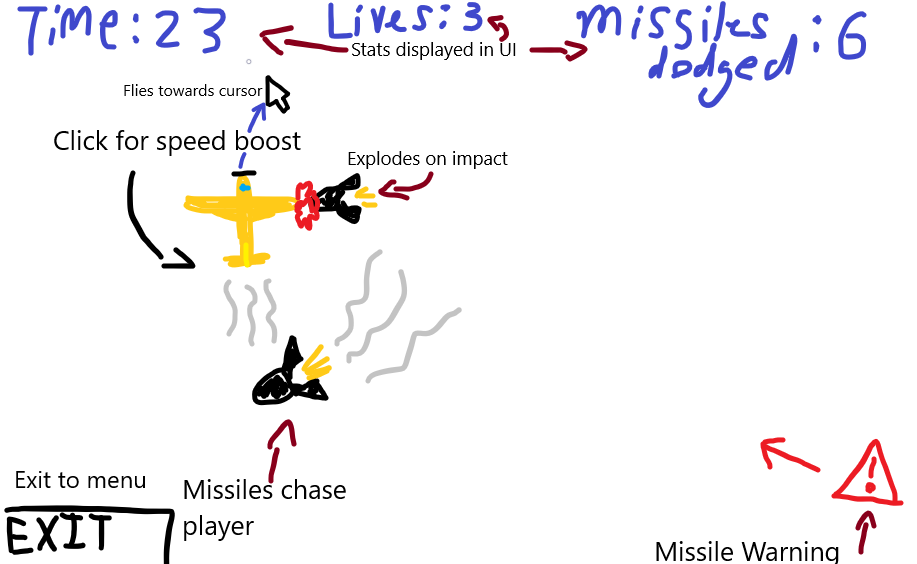 Time: 23
Lives: 3
missiles
dodged: 6
Stats displayed in UI
Flies towards cursor
Click for speed boost
Explodes on impact
Exit to menu
EXIT
Missiles chase
player
!
Missile Warning